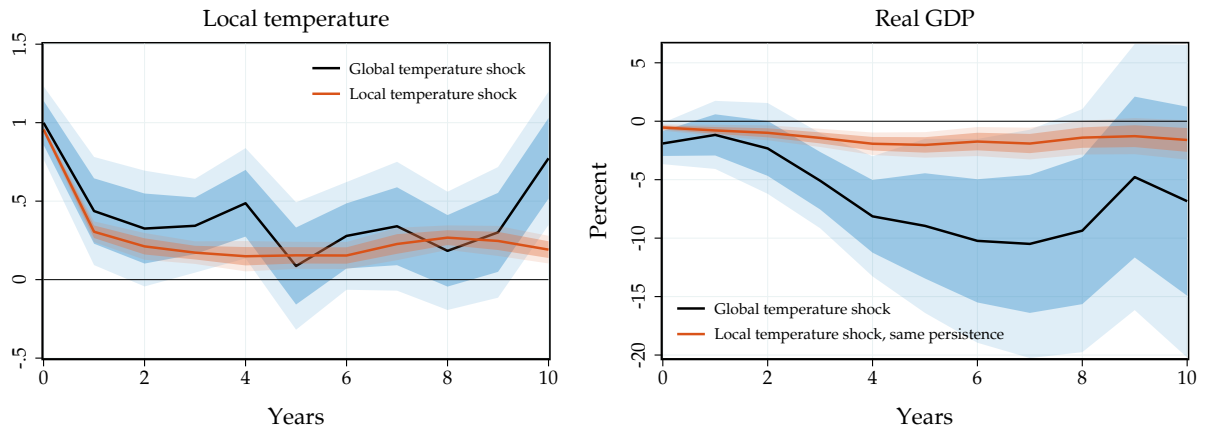 Local temperature
1.5
1
.5
0
-.5
Global temperature shock
Local temperature shock
0 2 4 6 8 10
Years
Real GDP
Percent
5
0
-5
-10
-15
-20
Global temperature shock
Local temperature shock, same persistence
0 2 4 6 8 10
Years